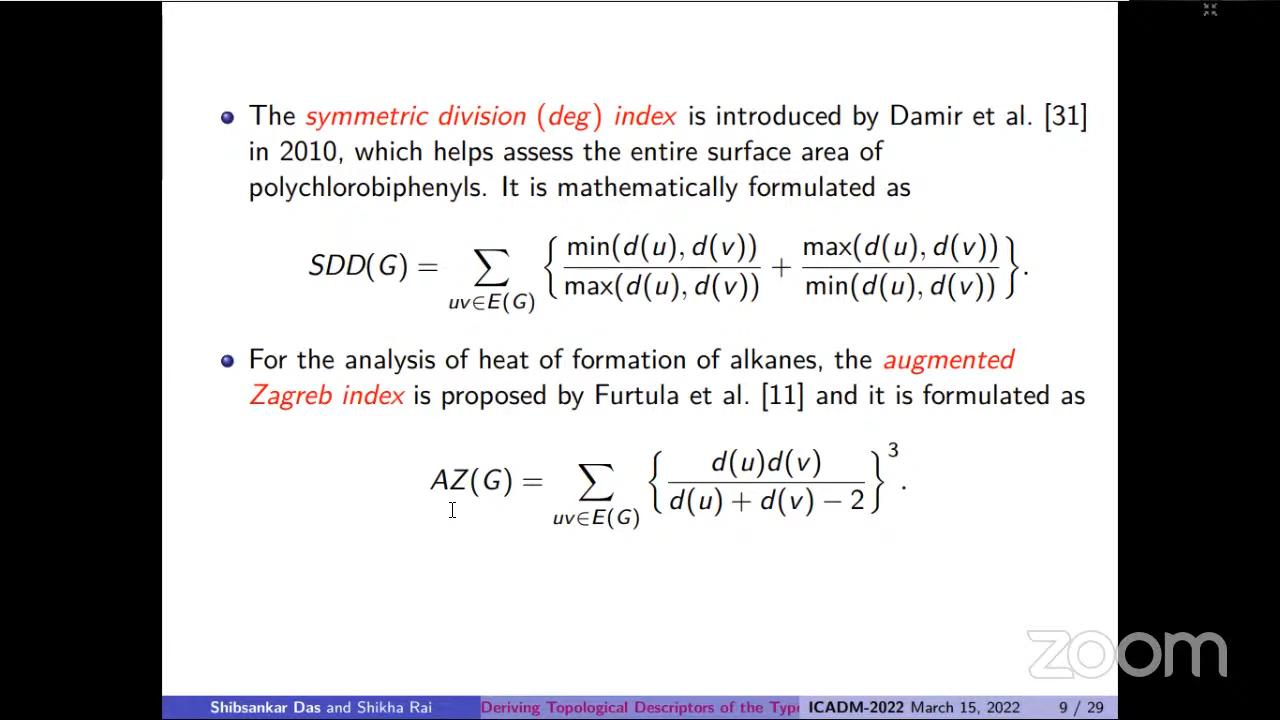 The symmetric division (deg) index is introduced by Damir et al. [31]
in 2010, which helps assess the entire surface area of
polychlorobiphenyls. It is mathematically formulated as
SDD(G) = ∑_{uv∈E(G)} { min(d(u), d(v)) / max(d(u), d(v)) + max(d(u), d(v)) / min(d(u), d(v)) }.
For the analysis of heat of formation of alkanes, the augmented
Zagreb index is proposed by Furtula et al. [11] and it is formulated as
AZ(G) = ∑_{uv∈E(G)} { d(u)d(v) / d(u) + d(v) − 2 }^3.
zoom
Shibsankar Das and Shikha Rai Deriving Topological Descriptors of the Type ICADM-2022 March 15, 2022 9 / 29